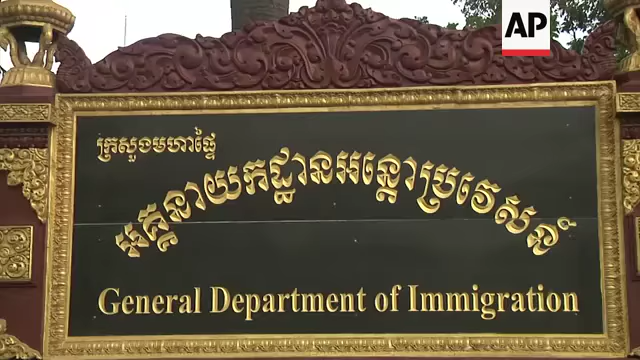 AP
ក្រសួងមហាផ្ទៃ
អគ្គនាយកដ្ឋានអន្តោប្រវេសន៍
General Department of Immigration